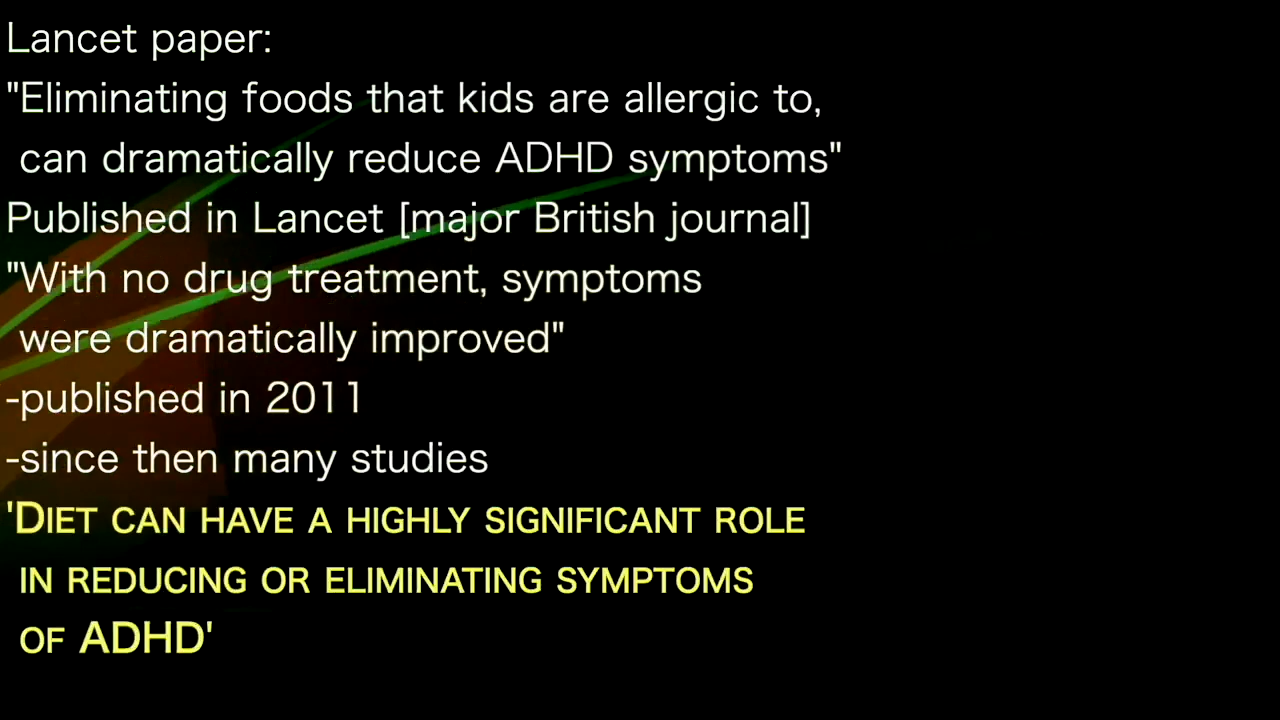 Lancet paper:
"Eliminating foods that kids are allergic to,
can dramatically reduce ADHD symptoms"
Published in Lancet [major British journal]
"With no drug treatment, symptoms
were dramatically improved"
-published in 2011
-since then many studies
'DIET CAN HAVE A HIGHLY SIGNIFICANT ROLE
IN REDUCING OR ELIMINATING SYMPTOMS
OF ADHD'